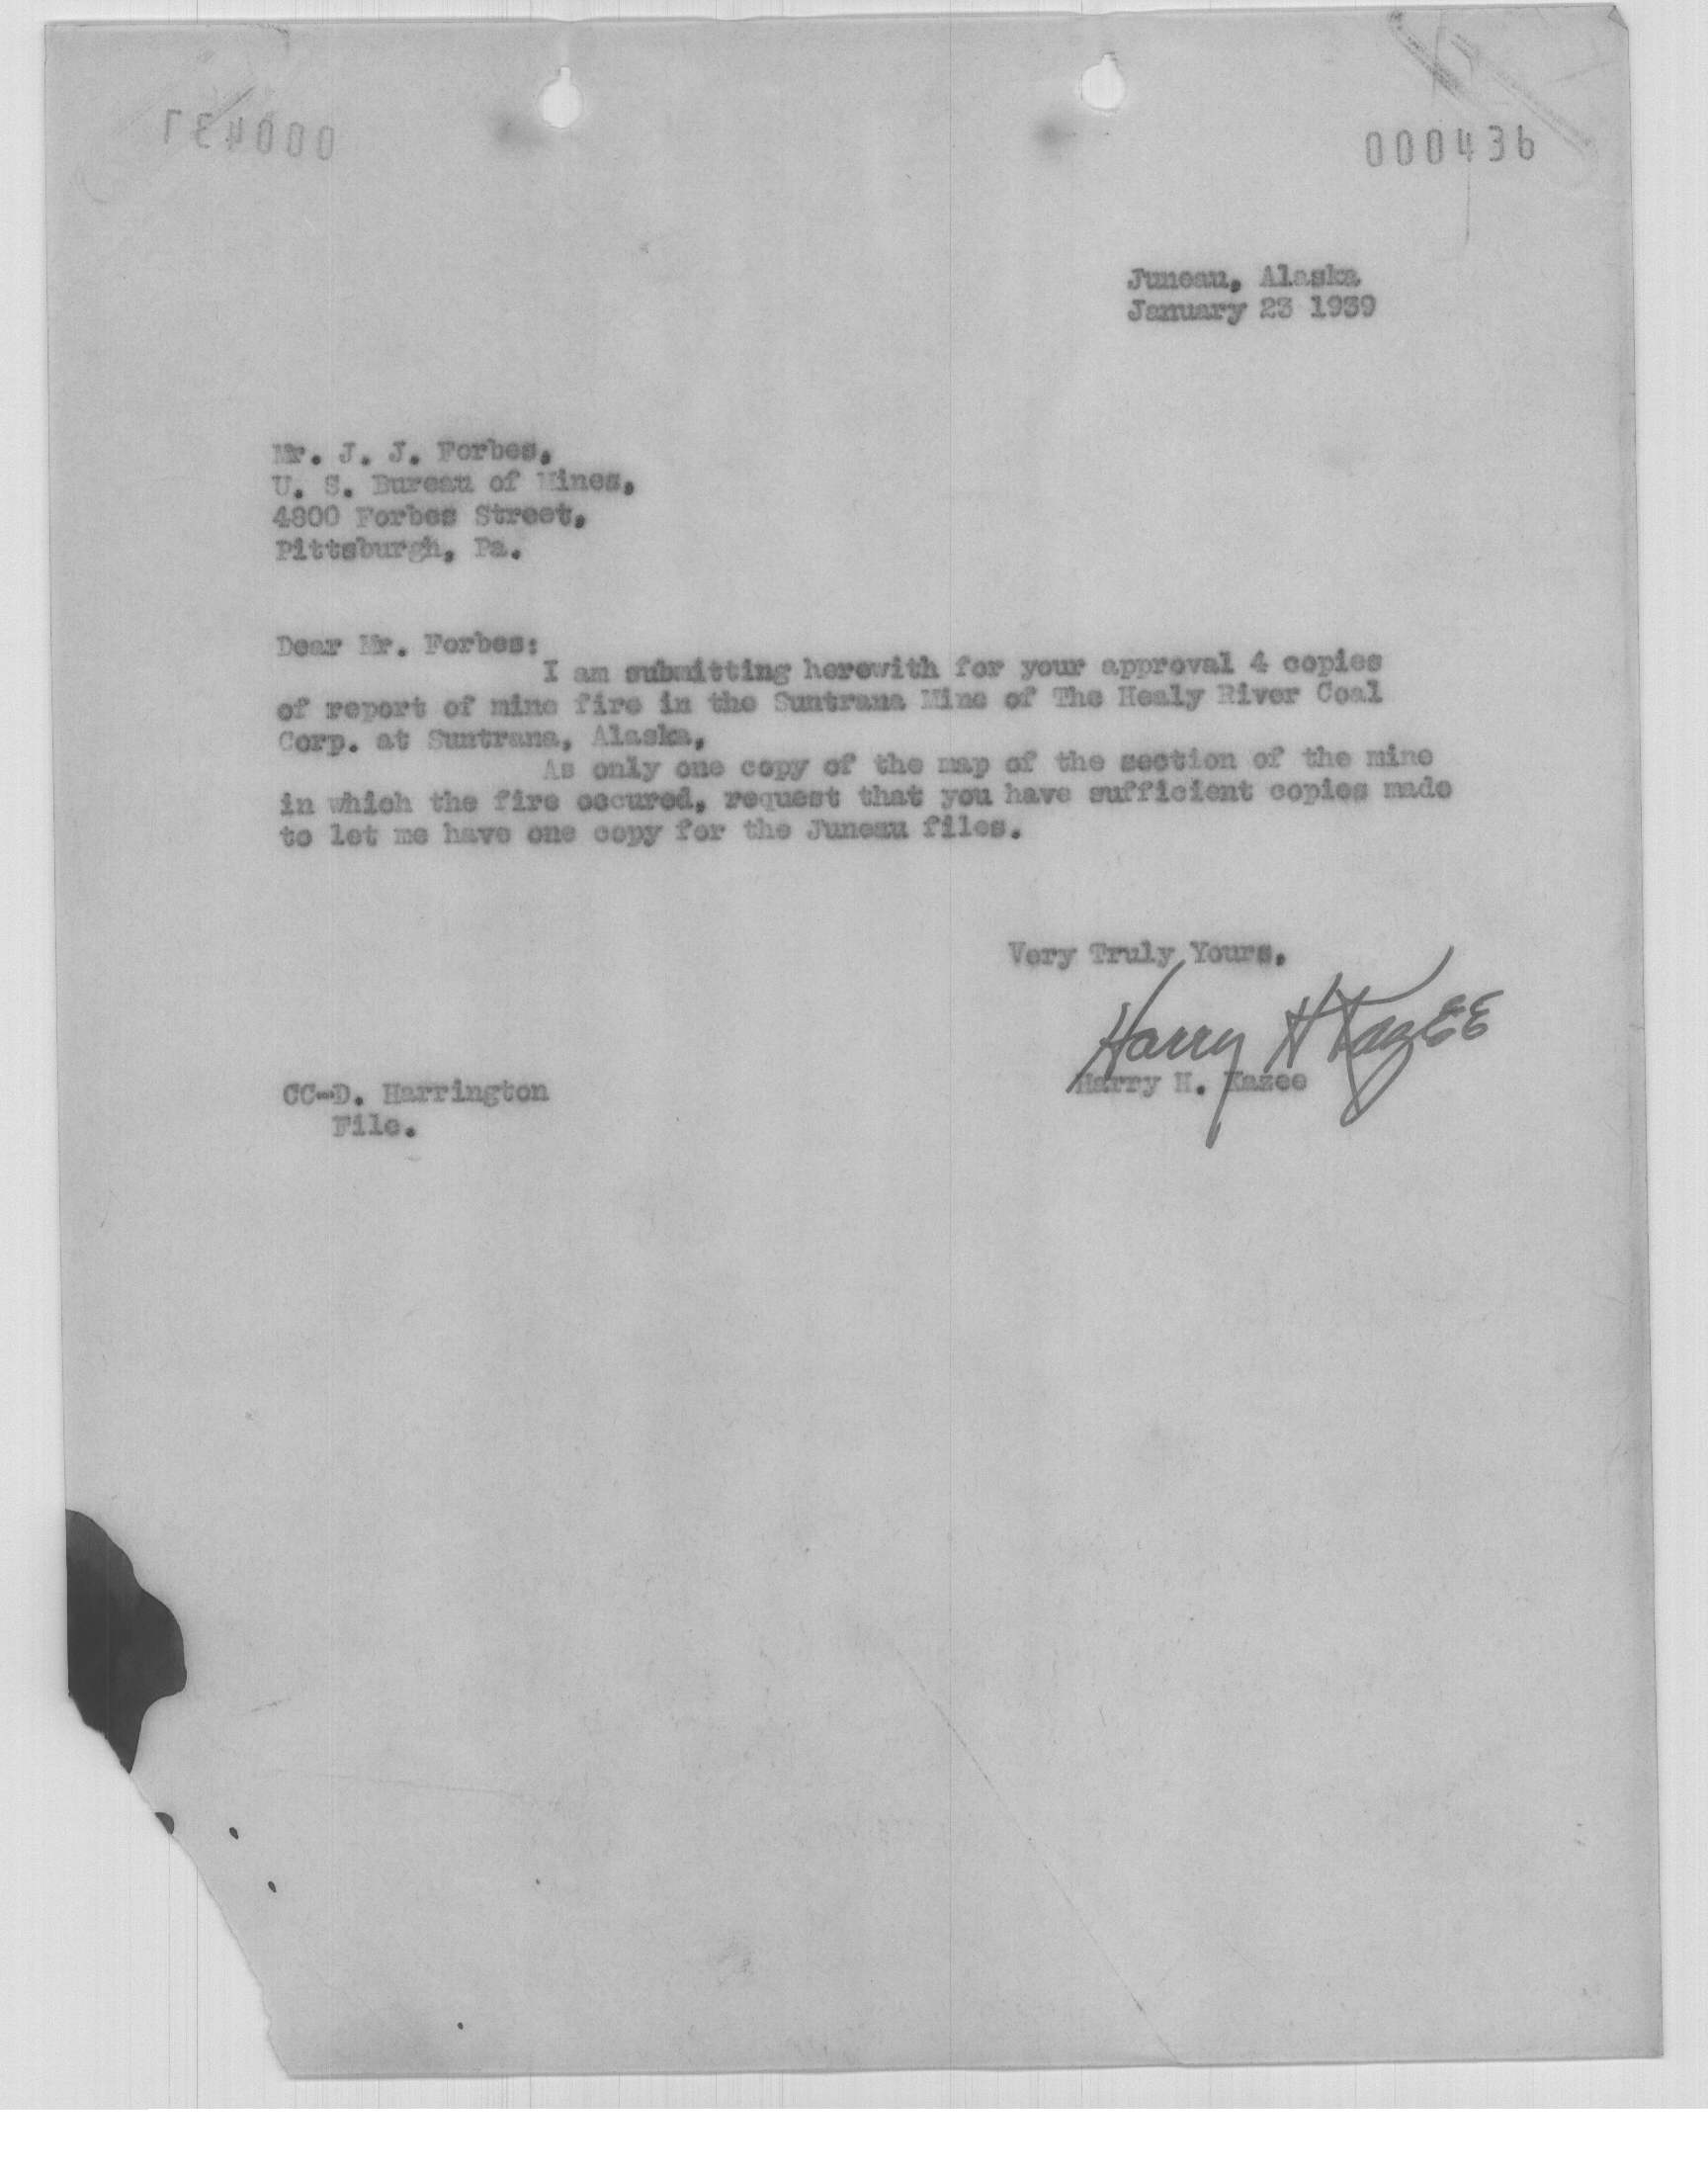 000437
000436
Juneau, Alaska
January 23 1939
Mr. J. J. Forbes,
U. S. Bureau of Mines,
4800 Forbes Street,
Pittsburgh, Pa.
Dear Mr. Forbes:
I am submitting herewith for your approval 4 copies
of report of mine fire in the Suntrana Mine of The Healy River Coal
Corp. at Suntrana, Alaska,
As only one copy of the map of the section of the mine
in which the fire occured, request that you have sufficient copies made
to let me have one copy for the Juneau files.
Very Truly Yours,
Harry H Kazee
Harry H. Kazee
CC-D. Harrington
File.